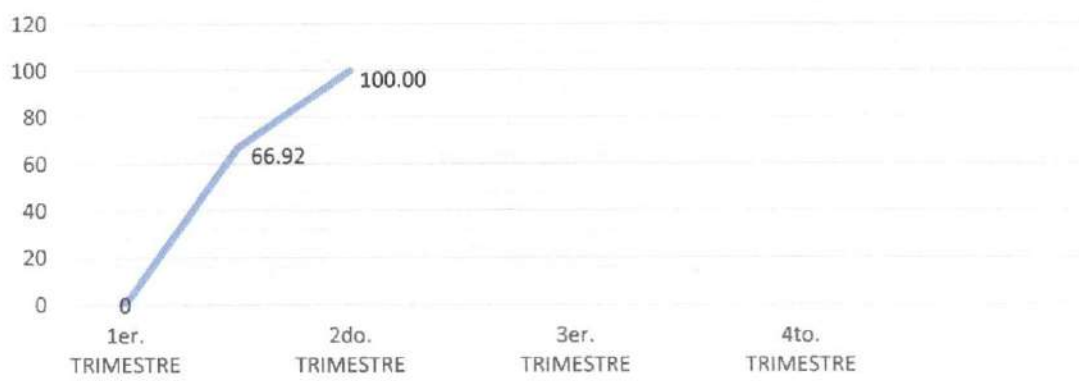 120
100
100.00
80
66.92
60
40
20
0
0
1er.
TRIMESTRE
2do.
TRIMESTRE
3er.
TRIMESTRE
4to.
TRIMESTRE